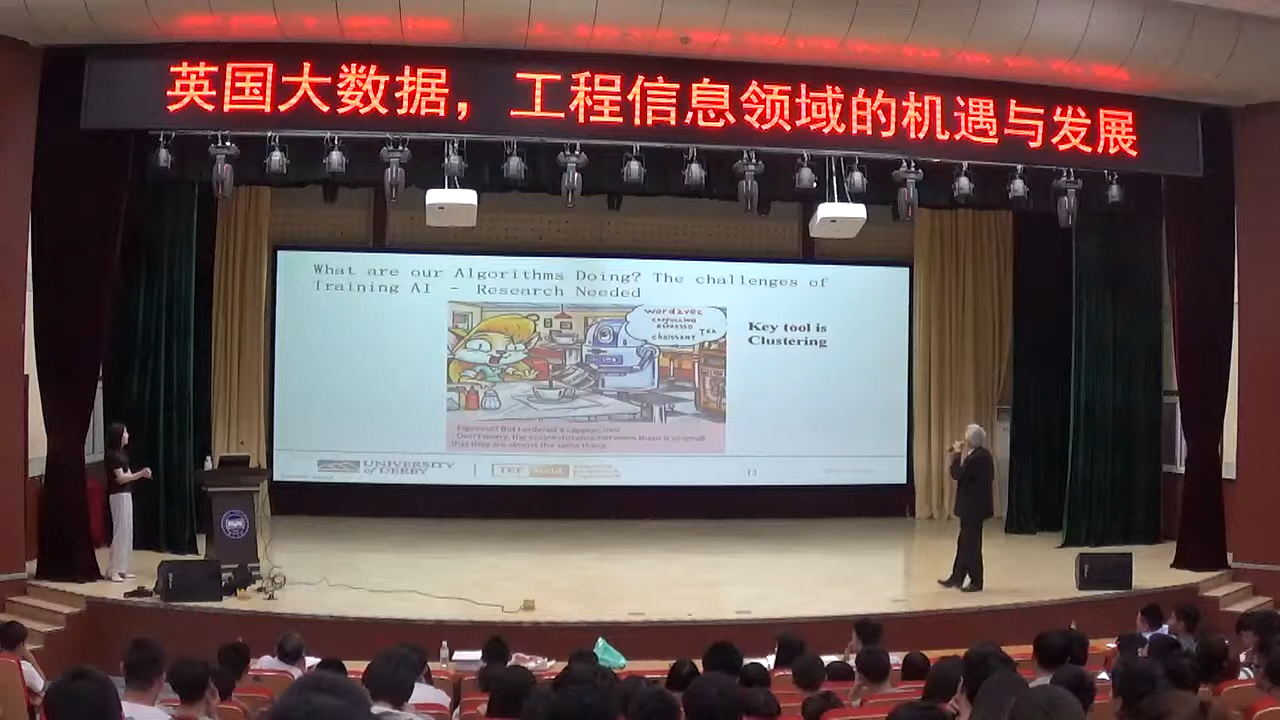 英国大数据，工程信息领域的机遇与发展
What are our Algorithms Doing? The challenges of
Training AI - Research Needed
word2vec
cappuccino
espresso
Tea
croissant
Key tool is
Clustering
Espresso? But I ordered a cappuccino!
Don't worry, the cosine distance between them is so small
that they are almost the same thing.
UNIVERSITY
of DERBY
TEF Gold
12